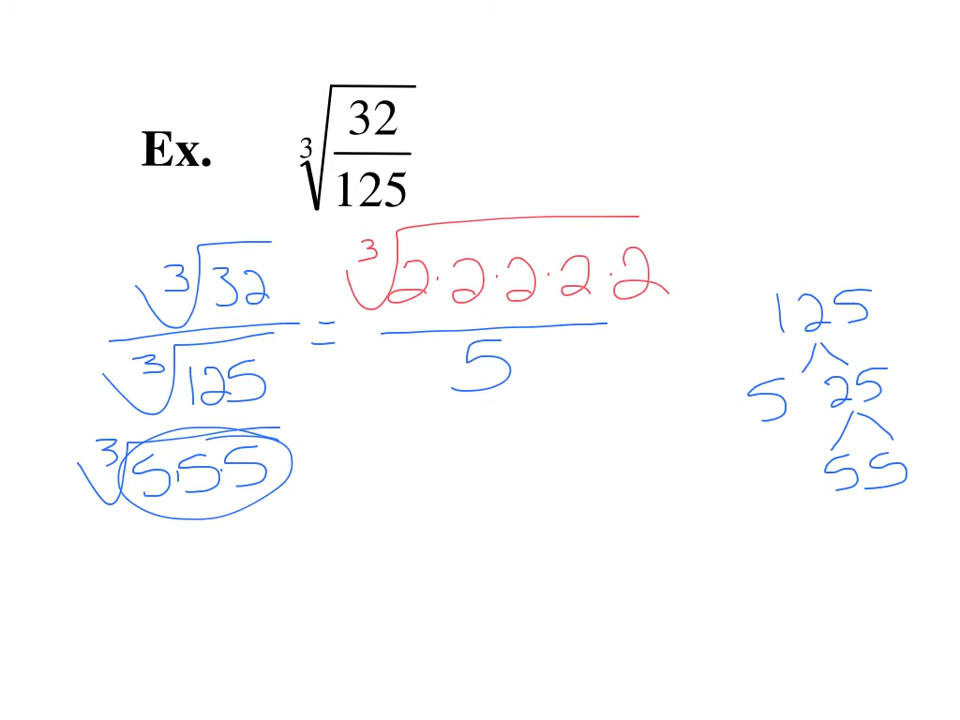 Ex. ∛(32/125)
∛32 / ∛125 = ∛(2·2·2·2·2) / 5
∛(5·5·5)
125
5 25
5 5